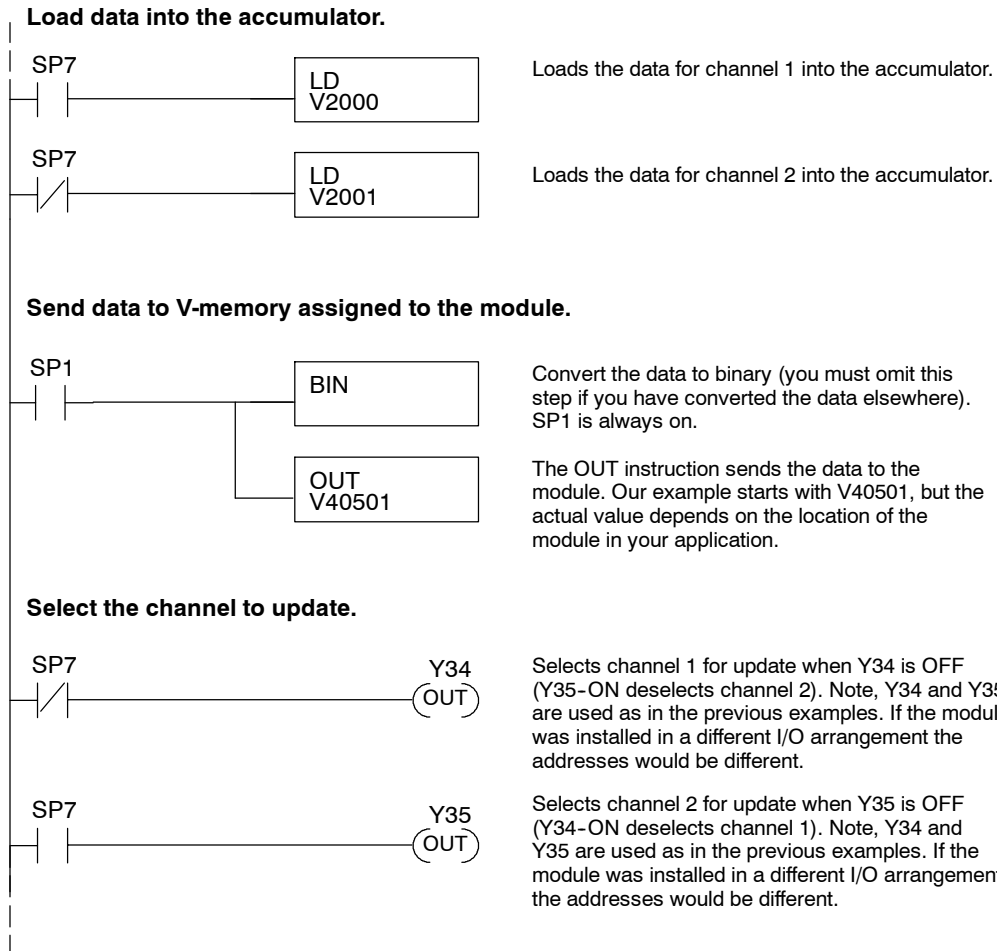 Load data into the accumulator.
SP7
LD
V2000
Loads the data for channel 1 into the accumulator.
SP7
LD
V2001
Loads the data for channel 2 into the accumulator.
Send data to V-memory assigned to the module.
SP1
BIN
Convert the data to binary (you must omit this
step if you have converted the data elsewhere).
SP1 is always on.
OUT
V40501
The OUT instruction sends the data to the
module. Our example starts with V40501, but the
actual value depends on the location of the
module in your application.
Select the channel to update.
SP7
Y34
OUT
Selects channel 1 for update when Y34 is OFF
(Y35-ON deselects channel 2). Note, Y34 and Y35
are used as in the previous examples. If the modul
was installed in a different I/O arrangement the
addresses would be different.
SP7
Y35
OUT
Selects channel 2 for update when Y35 is OFF
(Y34-ON deselects channel 1). Note, Y34 and
Y35 are used as in the previous examples. If the
module was installed in a different I/O arrangement
the addresses would be different.